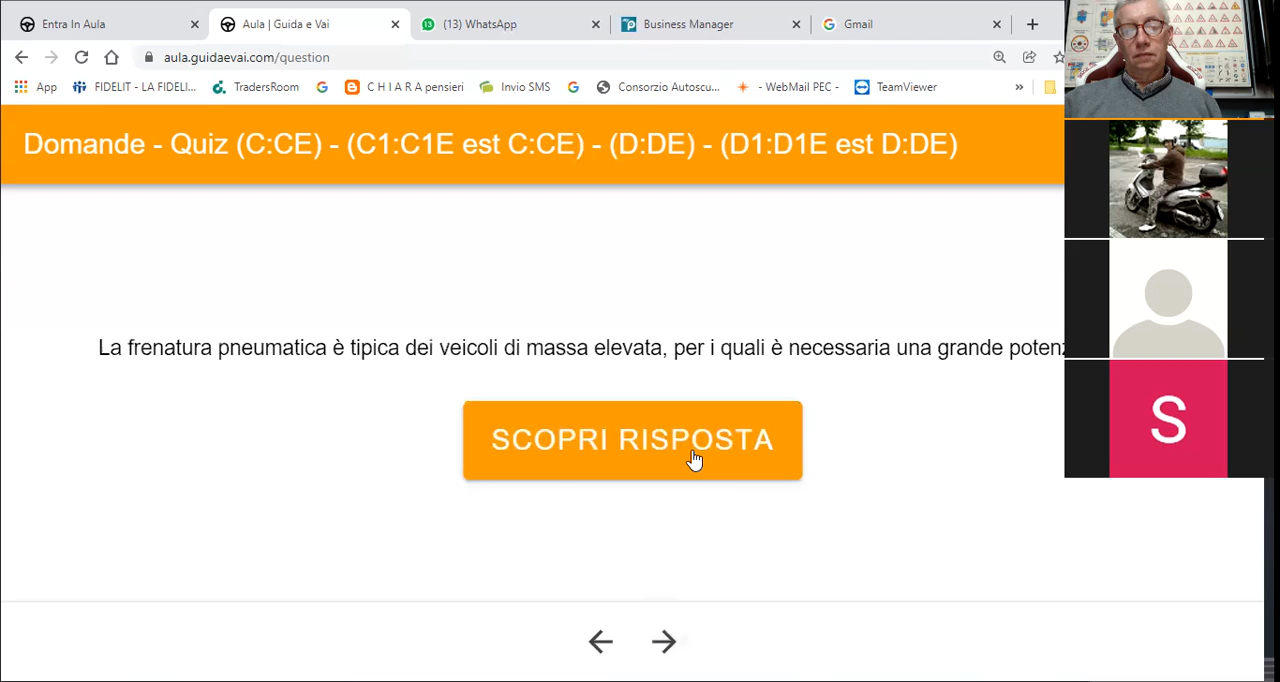 Entra In Aula
Aula | Guida e Vai
(13) WhatsApp
Business Manager
Gmail
aula.guidaevai.com/question
App
FIDELIT - LA FIDELI...
TradersRoom
C H I A R A pensieri
Invio SMS
Consorzio Autoscu...
- WebMail PEC -
TeamViewer
»
Domande - Quiz (C:CE) - (C1:C1E est C:CE) - (D:DE) - (D1:D1E est D:DE)
La frenatura pneumatica è tipica dei veicoli di massa elevata, per i quali è necessaria una grande
SCOPRI RISPOSTA
S